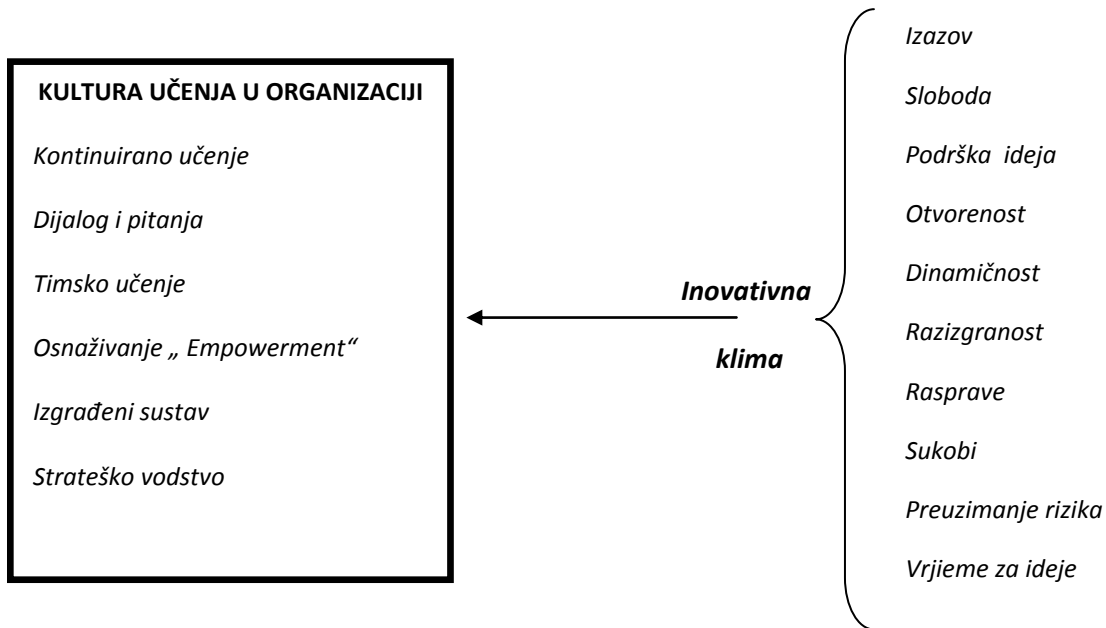 KULTURA UČENJA U ORGANIZACIJI
Kontinuirano učenje
Dijalog i pitanja
Timsko učenje
Osnaživanje „ Empowerment“
Izgrađeni sustav
Strateško vodstvo
Inovativna
klima
Izazov
Sloboda
Podrška  ideja
Otvorenost
Dinamičnost
Razizgranost
Rasprave
Sukobi
Preuzimanje rizika
Vrjieme za ideje